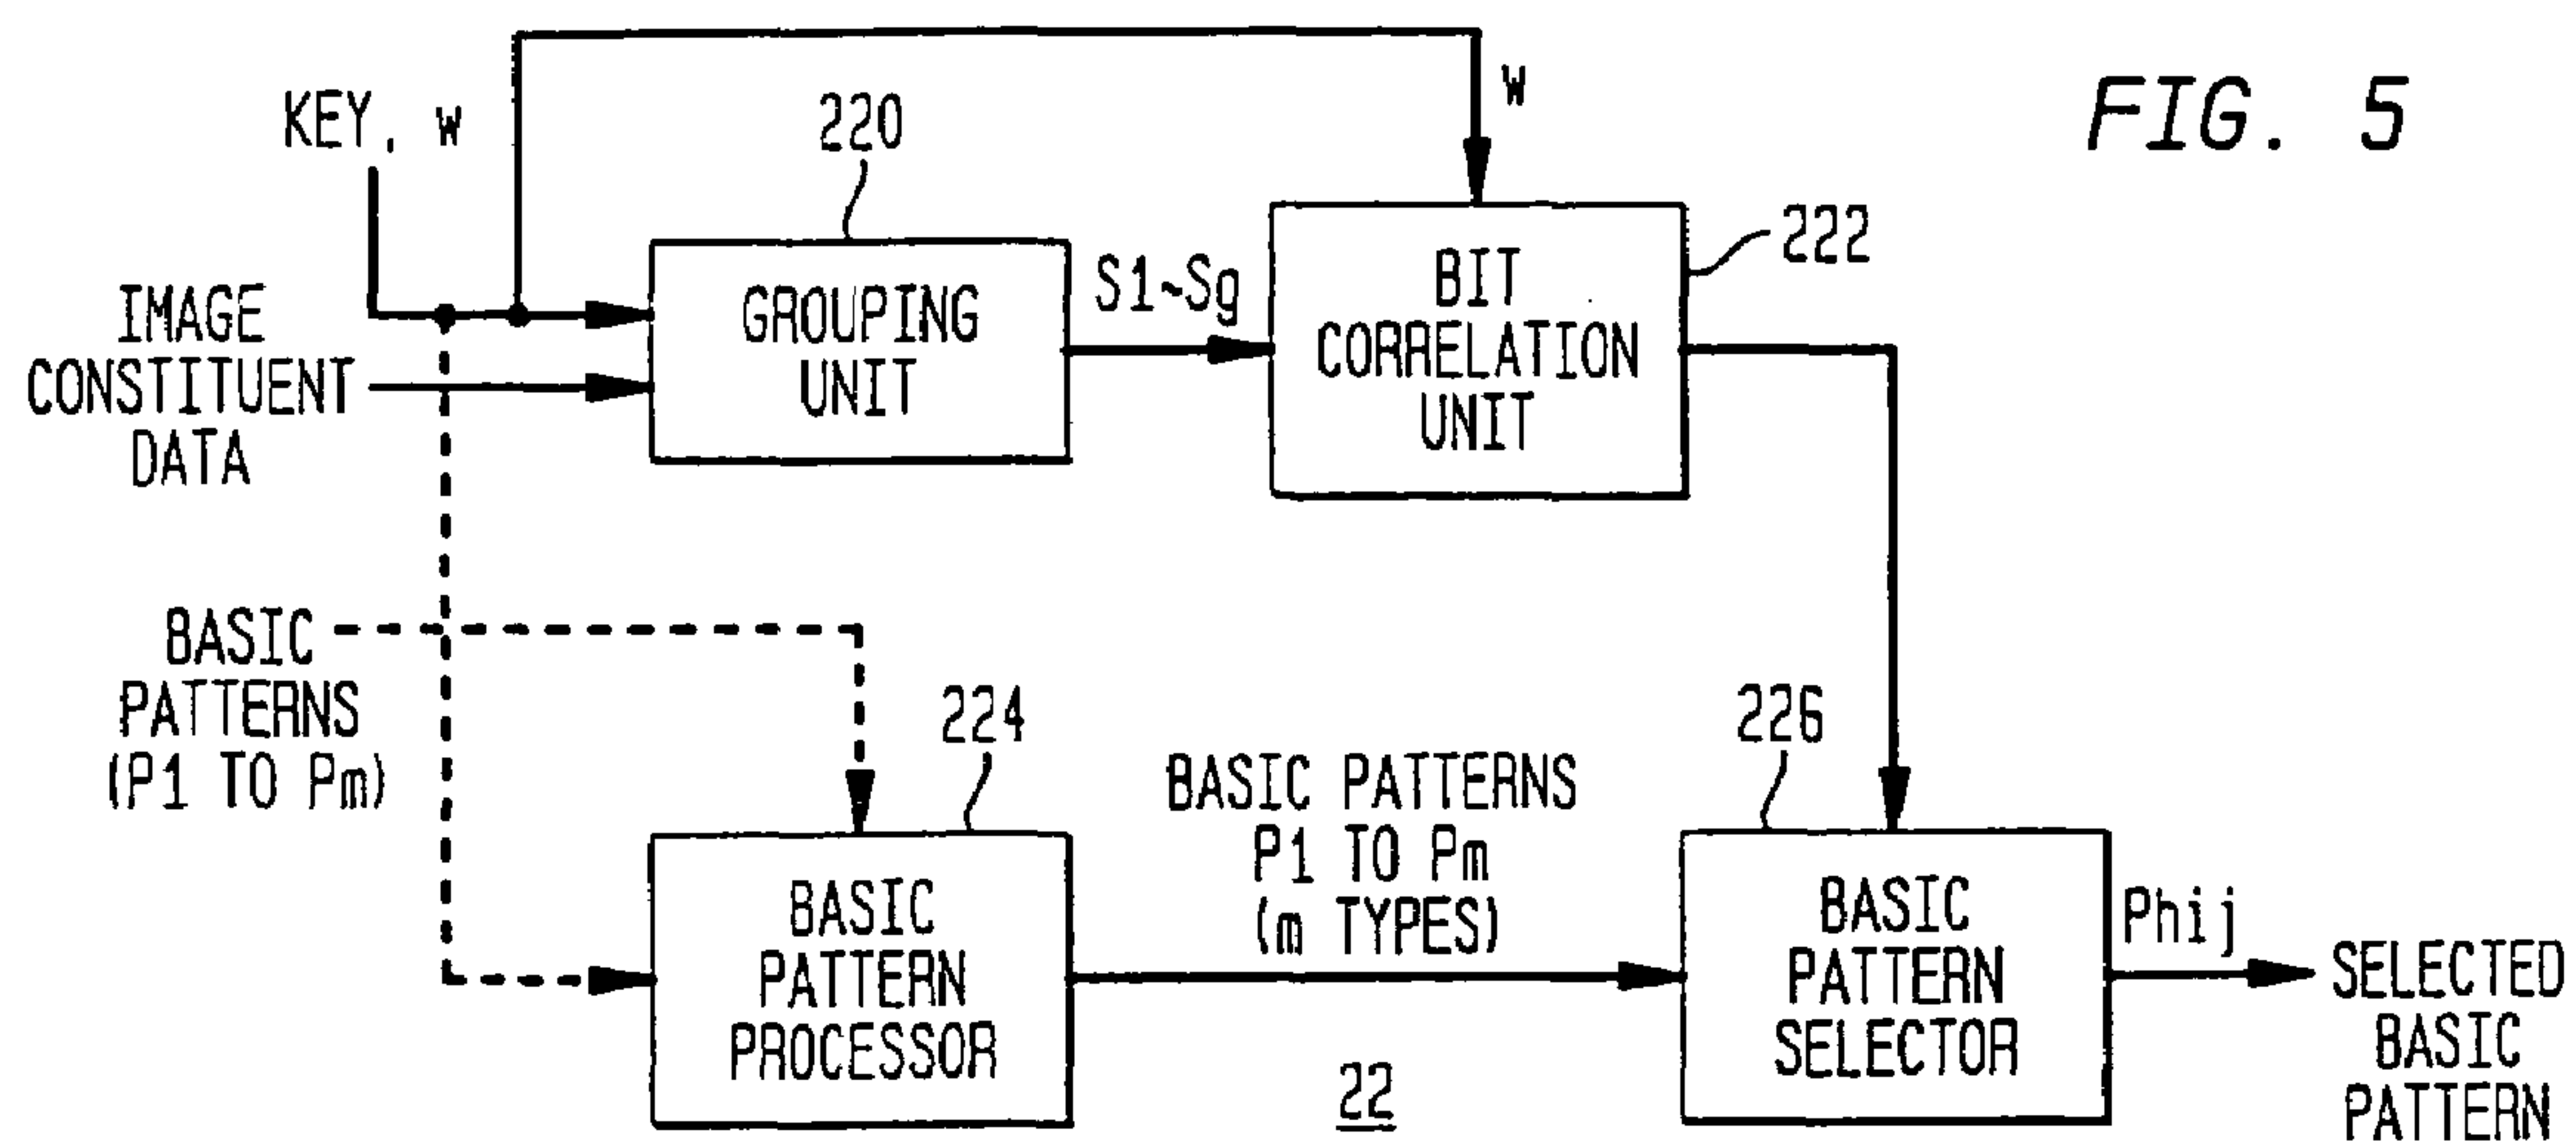 FIG. 5
KEY, w
w
220
222
IMAGE
CONSTITUENT
DATA
GROUPING
UNIT
S1~Sg
BIT
CORRELATION
UNIT
BASIC
PATTERNS
(P1 TO Pm)
224
226
BASIC PATTERNS
P1 TO Pm
(m TYPES)
BASIC
PATTERN
PROCESSOR
BASIC
PATTERN
SELECTOR
Phij
SELECTED
BASIC
PATTERN
22